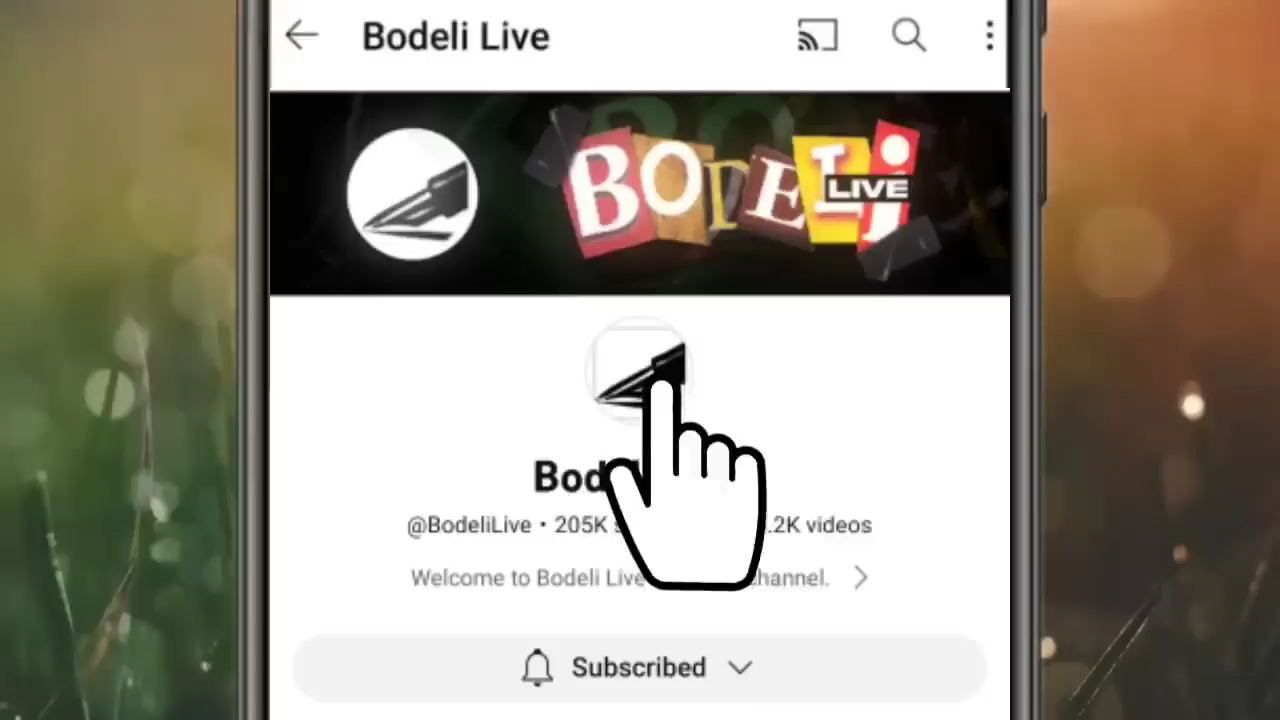 Bodeli Live
BODELi
LIVE
Bod
@BodeliLive • 205K
.2K videos
Welcome to Bodeli Live
hannel.
Subscribed